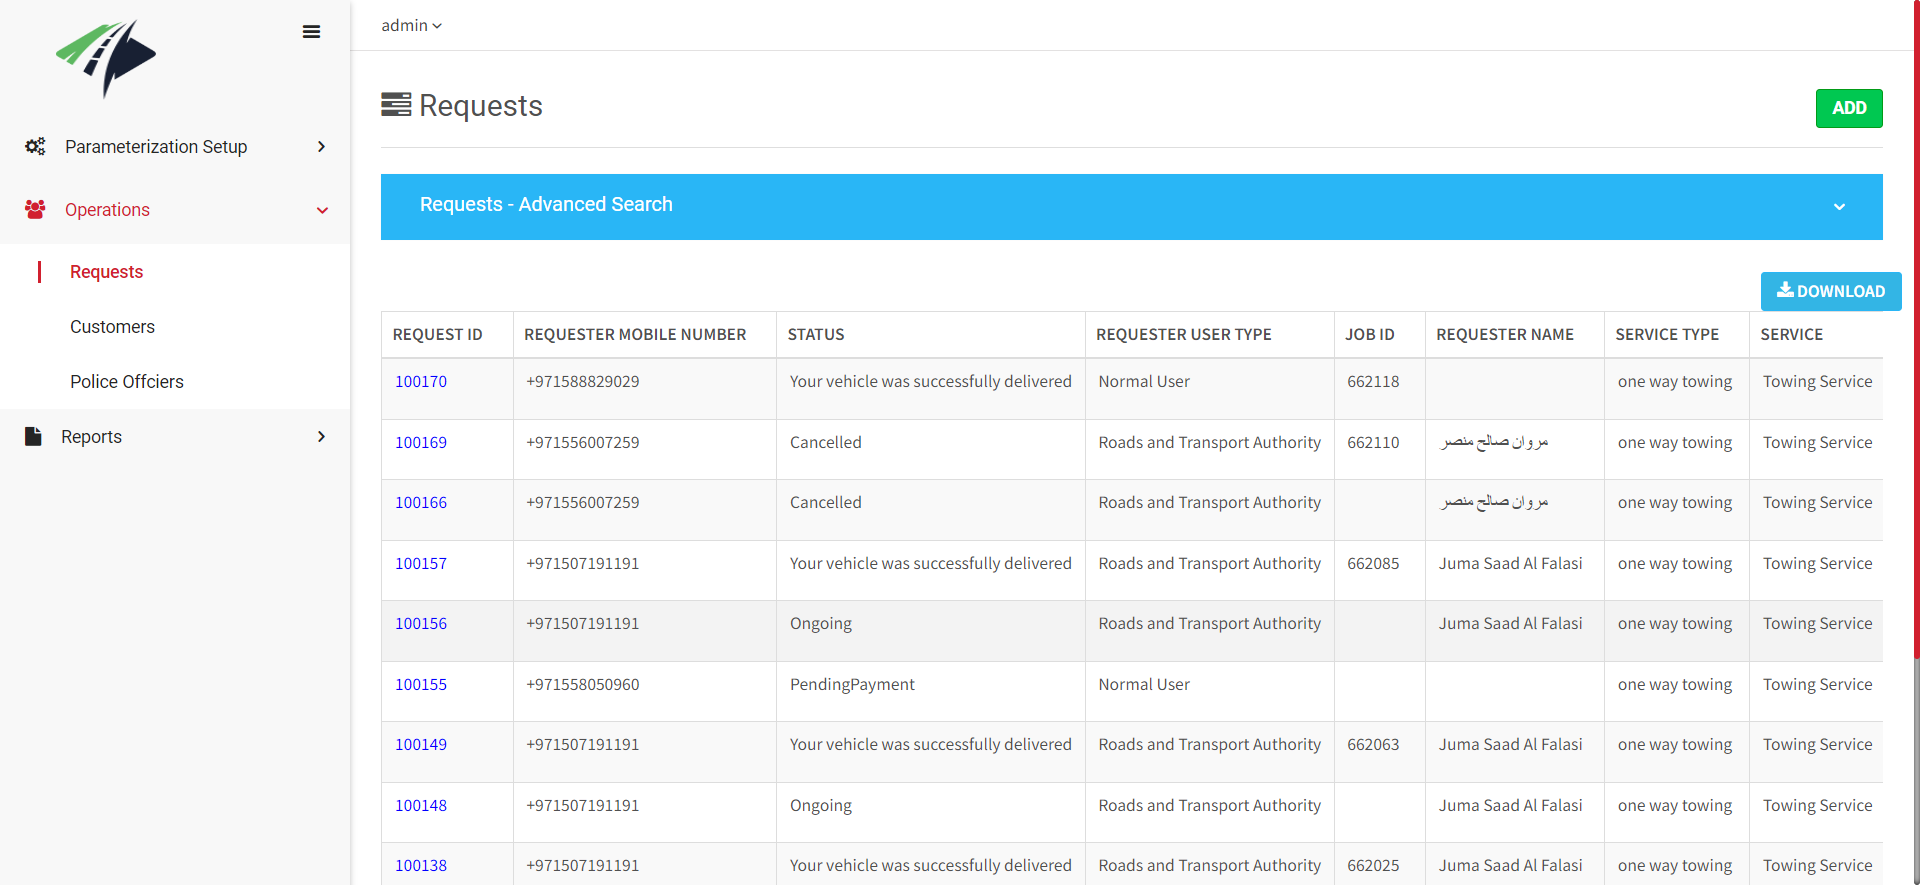 admin
Requests
ADD
Parameterization Setup
Operations
Requests
Customers
Police Offciers
Reports
Requests - Advanced Search
DOWNLOAD
REQUEST ID REQUESTER MOBILE NUMBER STATUS REQUESTER USER TYPE JOB ID REQUESTER NAME SERVICE TYPE SERVICE
100170 +971588829029 Your vehicle was successfully delivered Normal User 662118 one way towing Towing Service
100169 +971556007259 Cancelled Roads and Transport Authority 662110 مروان صالح منصر one way towing Towing Service
100166 +971556007259 Cancelled Roads and Transport Authority مروان صالح منصر one way towing Towing Service
100157 +971507191191 Your vehicle was successfully delivered Roads and Transport Authority 662085 Juma Saad Al Falasi one way towing Towing Service
100156 +971507191191 Ongoing Roads and Transport Authority Juma Saad Al Falasi one way towing Towing Service
100155 +971558050960 PendingPayment Normal User one way towing Towing Service
100149 +971507191191 Your vehicle was successfully delivered Roads and Transport Authority 662063 Juma Saad Al Falasi one way towing Towing Service
100148 +971507191191 Ongoing Roads and Transport Authority Juma Saad Al Falasi one way towing Towing Service
100138 +971507191191 Your vehicle was successfully delivered Roads and Transport Authority 662025 Juma Saad Al Falasi one way towing Towing Service